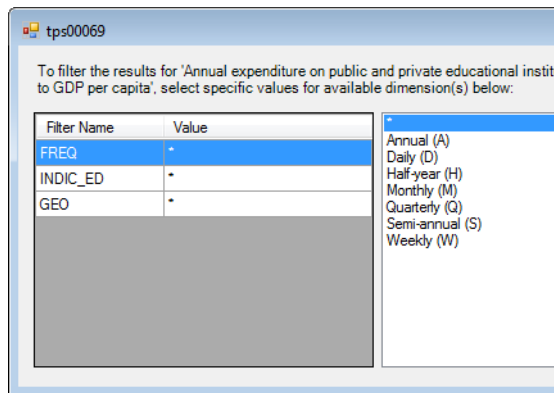 tps00069
To filter the results for 'Annual expenditure on public and private educational instit
to GDP per capita', select specific values for available dimension(s) below:
Filter Name Value
FREQ *
INDIC_ED *
GEO *
*
Annual (A)
Daily (D)
Half-year (H)
Monthly (M)
Quarterly (Q)
Semi-annual (S)
Weekly (W)